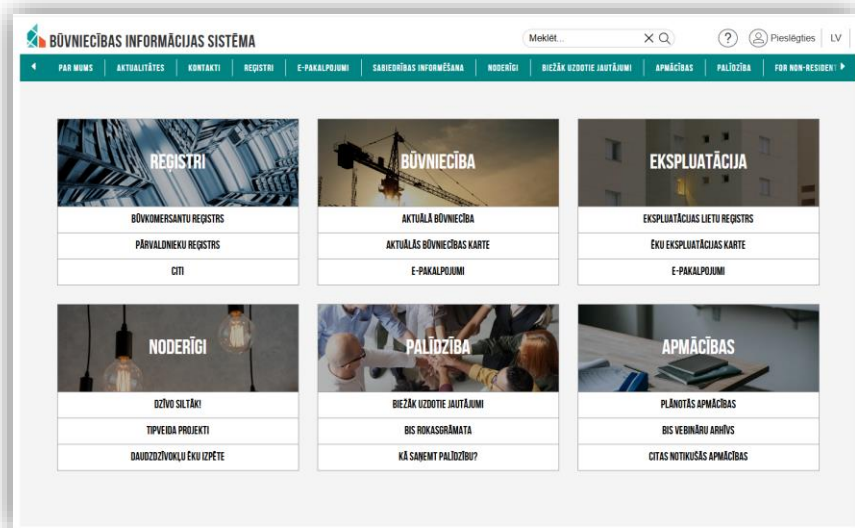 BŪVNIECĪBAS INFORMĀCIJAS SISTĒMA
Meklēt...
?
Pieslēgties
LV
PAR MUMS
AKTUALITĀTES
KONTAKTI
REĢISTRI
E-PAKALPOJUMI
SABIEDRĪBAS INFORMĒŠANA
NODERĪGI
BIEŽĀK UZDOTIE JAUTĀJUMI
APMĀCĪBAS
PALĪDZĪBA
FOR NON-RESIDENT
REĢISTRI
BŪVKOMERSANTU REĢISTRS
PĀRVALDNIEKU REĢISTRS
CITI
BŪVNIECĪBA
AKTUĀLĀ BŪVNIECĪBA
AKTUĀLĀS BŪVNIECĪBAS KARTE
E-PAKALPOJUMI
EKSPLUATĀCIJA
EKSPLUATĀCIJAS LIETU REĢISTRS
ĒKU EKSPLUATĀCIJAS KARTE
E-PAKALPOJUMI
NODERĪGI
DZĪVO SILTĀK!
TIPVEIDA PROJEKTI
DAUDZDZĪVOKĻU ĒKU IZPĒTE
PALĪDZĪBA
BIEŽĀK UZDOTIE JAUTĀJUMI
BIS ROKASGRĀMATA
KĀ SAŅEMT PALĪDZĪBU?
APMĀCĪBAS
PLĀNOTĀS APMĀCĪBAS
BIS VEBINĀRU ARHĪVS
CITAS NOTIKUŠĀS APMĀCĪBAS